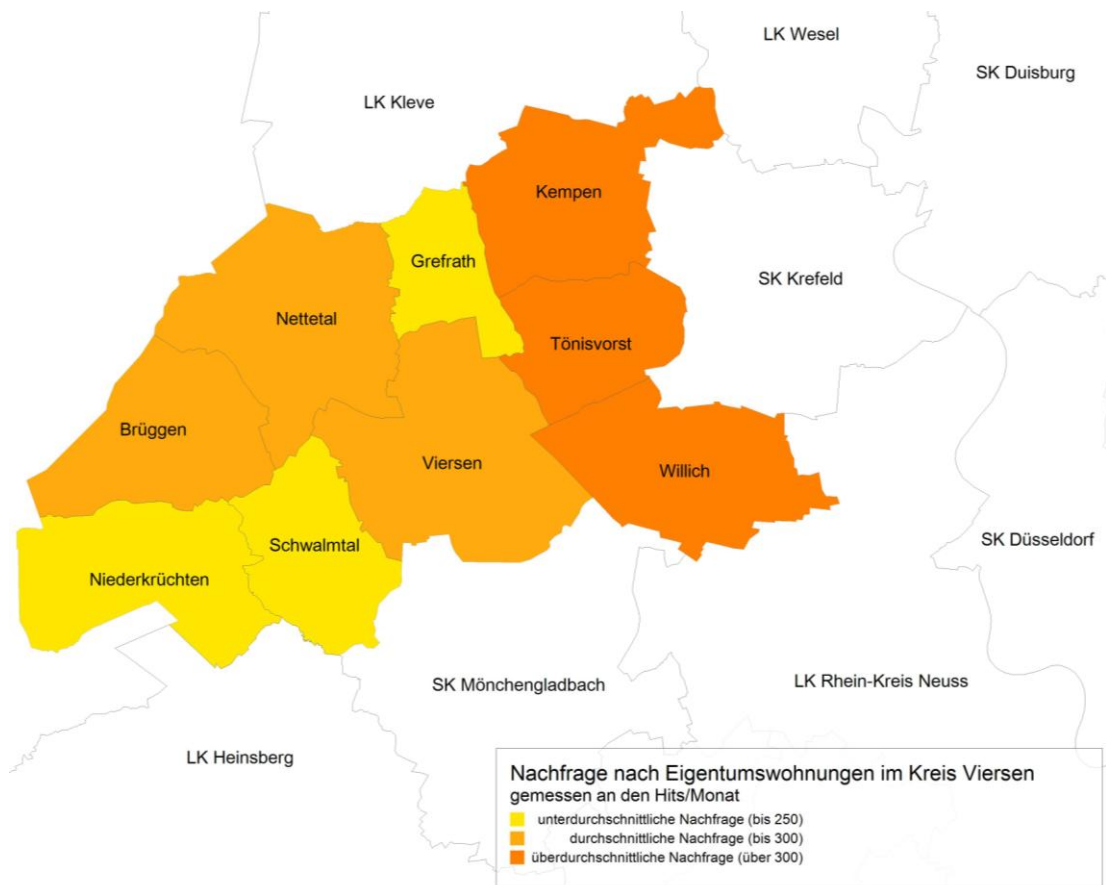 LK Wesel
SK Duisburg
LK Kleve
Kempen
Grefrath
SK Krefeld
Nettetal
Tönisvorst
Brüggen
Viersen
Willich
Schwalmtal
SK Düsseldorf
Niederkrüchten
LK Rhein-Kreis Neuss
SK Mönchengladbach
LK Heinsberg
Nachfrage nach Eigentumswohnungen im Kreis Viersen
gemessen an den Hits/Monat
unterdurchschnittliche Nachfrage (bis 250)
durchschnittliche Nachfrage (bis 300)
überdurchschnittliche Nachfrage (über 300)